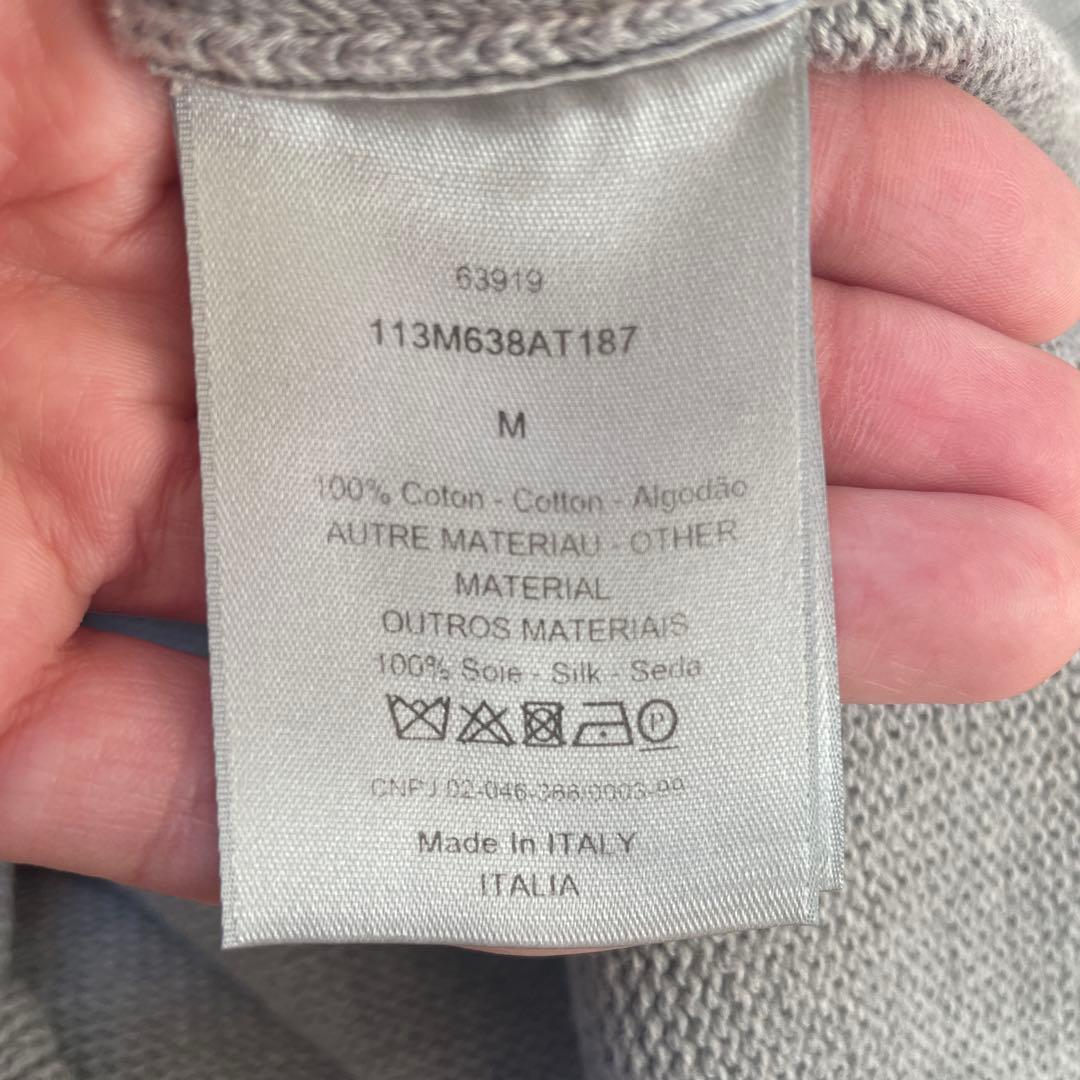 63919
113M638AT187
M
100% Coton - Cotton - Algodão
AUTRE MATERIAU - OTHER
MATERIAL
OUTROS MATERIAIS
100% Soie - Silk - Seda
P
CNPJ 02-046-366/0003-99
Made In ITALY
ITALIA